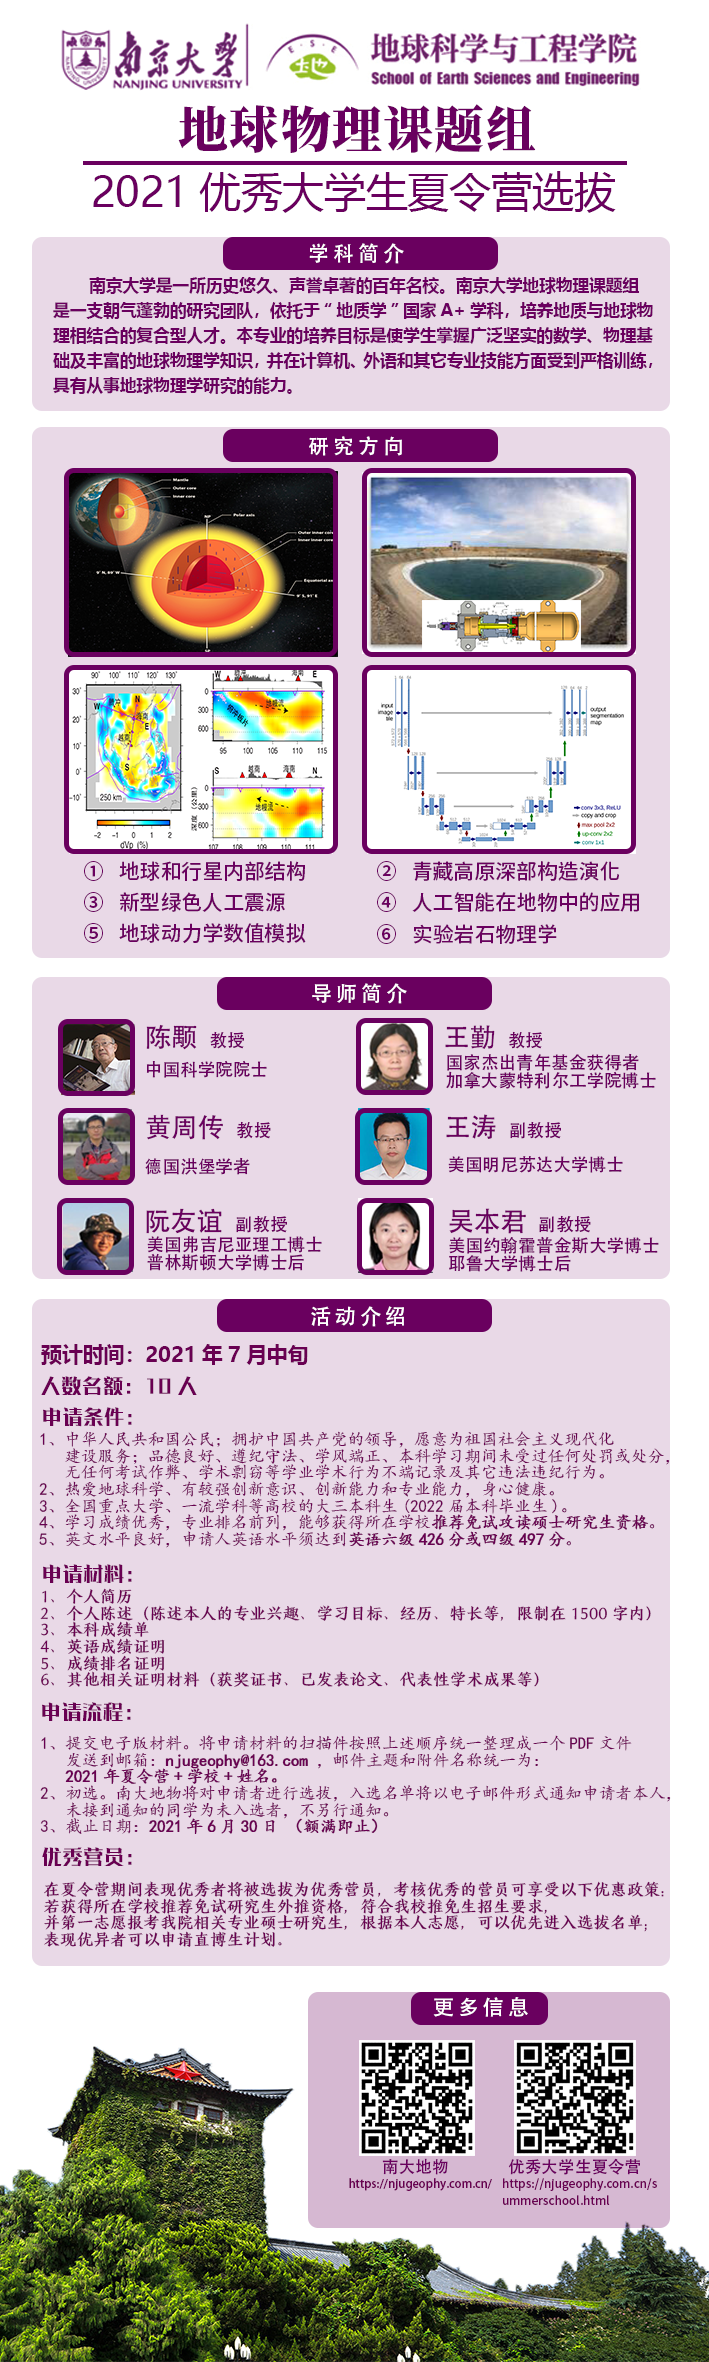 南京大学
NANJING UNIVERSITY
E·S·E
地
地球科学与工程学院
School of Earth Sciences and Engineering
地球物理课题组
2021 优秀大学生夏令营选拔
学科简介
南京大学是一所历史悠久、声誉卓著的百年名校。南京大学地球物理课题组
是一支朝气蓬勃的研究团队，依托于“地质学”国家 A+ 学科，培养地质与地球物
理相结合的复合型人才。本专业的培养目标是使学生掌握广泛坚实的数学、物理基
础及丰富的地球物理学知识，并在计算机、外语和其它专业技能方面受到严格训练，
具有从事地球物理学研究的能力。
研究方向
Mantle
Outer core
Inner core
Polar axis
Outer inner core
Inner inner core
Equatorial ax
90° 100° 110° 120° 130°
30°
20°
10°
0°
-10°
W
N
E
S
海南
越南
250 km
-2 -1 0 1 2
dVp (%)
W 腾冲 海南 E
0
300
600
地幔流
95 100 105 110 115
S 越南 海南 N
深度（公里）
0
300
600
地幔流
107 108 109 110 111
input
image
tile
output
segmentation
map
conv 3x3, ReLU
copy and crop
max pool 2x2
up-conv 2x2
conv 1x1
① 地球和行星内部结构
② 青藏高原深部构造演化
③ 新型绿色人工震源
④ 人工智能在地物中的应用
⑤ 地球动力学数值模拟
⑥ 实验岩石物理学
导师简介
陈颙 教授
中国科学院院士
王勤 教授
国家杰出青年基金获得者
加拿大蒙特利尔工学院博士
黄周传 教授
德国洪堡学者
王涛 副教授
美国明尼苏达大学博士
阮友谊 副教授
美国弗吉尼亚理工博士
普林斯顿大学博士后
吴本君 副教授
美国约翰霍普金斯大学博士
耶鲁大学博士后
活动介绍
预计时间：2021 年 7 月中旬
人数名额：10 人
申请条件：
1、中华人民共和国公民；拥护中国共产党的领导，愿意为祖国社会主义现代化
建设服务；品德良好、遵纪守法、学风端正、本科学习期间未受过任何处罚或处分，
无任何考试作弊、学术剽窃等学业学术行为不端记录及其它违法违纪行为。
2、热爱地球科学、有较强创新意识、创新能力和专业能力，身心健康。
3、全国重点大学、一流学科等高校的大三本科生 (2022 届本科毕业生 )。
4、学习成绩优秀，专业排名前列，能够获得所在学校推荐免试攻读硕士研究生资格。
5、英文水平良好，申请人英语水平须达到英语六级 426 分或四级 497 分。
申请材料：
1、个人简历
2、个人陈述（陈述本人的专业兴趣、学习目标、经历、特长等，限制在 1500 字内）
3、本科成绩单
4、英语成绩证明
5、成绩排名证明
6、其他相关证明材料（获奖证书、已发表论文、代表性学术成果等）
申请流程：
1、提交电子版材料。将申请材料的扫描件按照上述顺序统一整理成一个 PDF 文件
发送到邮箱：njugeophy@163.com ，邮件主题和附件名称统一为：
2021 年夏令营＋学校＋姓名。
2、初选。南大地物将对申请者进行选拔，入选名单将以电子邮件形式通知申请者本人，
未接到通知的同学为未入选者，不另行通知。
3、截止日期：2021 年 6 月 30 日 （额满即止）
优秀营员：
在夏令营期间表现优秀者将被选拔为优秀营员，考核优秀的营员可享受以下优惠政策：
若获得所在学校推荐免试研究生外推资格，符合我校推免生招生要求，
并第一志愿报考我院相关专业硕士研究生，根据本人志愿，可以优先进入选拔名单；
表现优异者可以申请直博生计划。
更多信息
南大地物
https://njugeophy.com.cn/
优秀大学生夏令营
https://njugeophy.com.cn/s
ummerschool.html